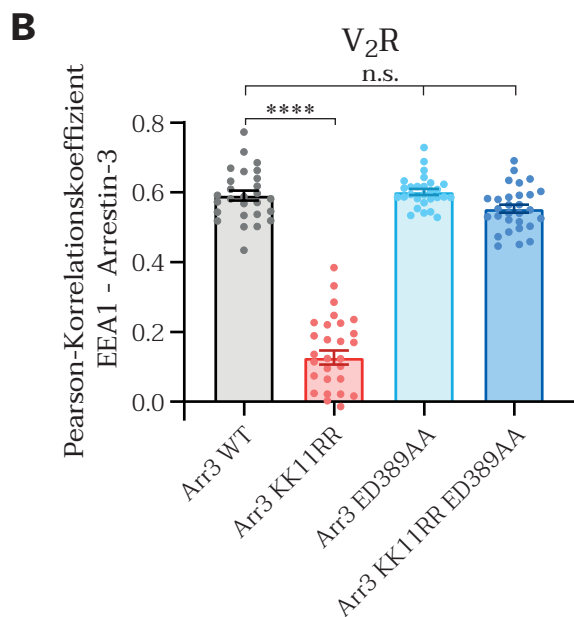 B
V₂R
n.s.
****
Pearson-Korrelationskoeffizient
EEA1 - Arrestin-3
0.8
0.6
0.4
0.2
0.0
Arr3 WT
Arr3 KK11RR
Arr3 ED389AA
Arr3 KK11RR ED389AA